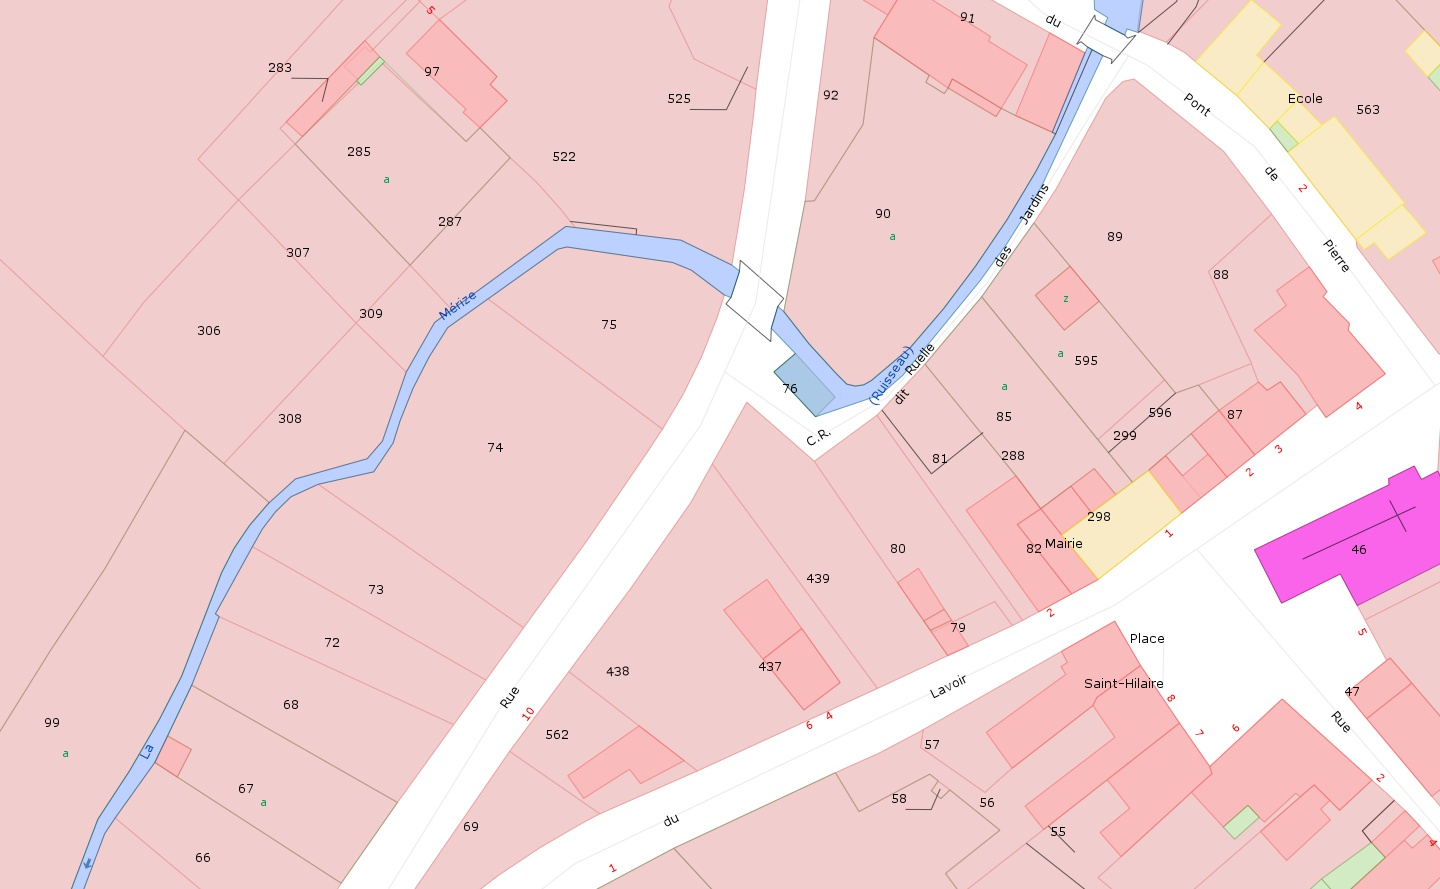 5
91
du
283
97
525
92
Ecole
563
Pont
285
a
522
de
2
287
90
a
Jardins
89
307
des
Pierre
88
309
Mérize
z
306
75
a
595
(Ruisseau)
Ruelle
76
a
dit
308
85
596
87
4
74
C.R.
81
288
299
3
2
298
80
82
Mairie
1
46
439
73
72
2
79
Place
5
438
437
Saint-Hilaire
68
Rue
10
Lavoir
8
47
99
a
La
562
6
4
57
7
6
Rue
67
a
58
56
2
69
du
55
66
1
4